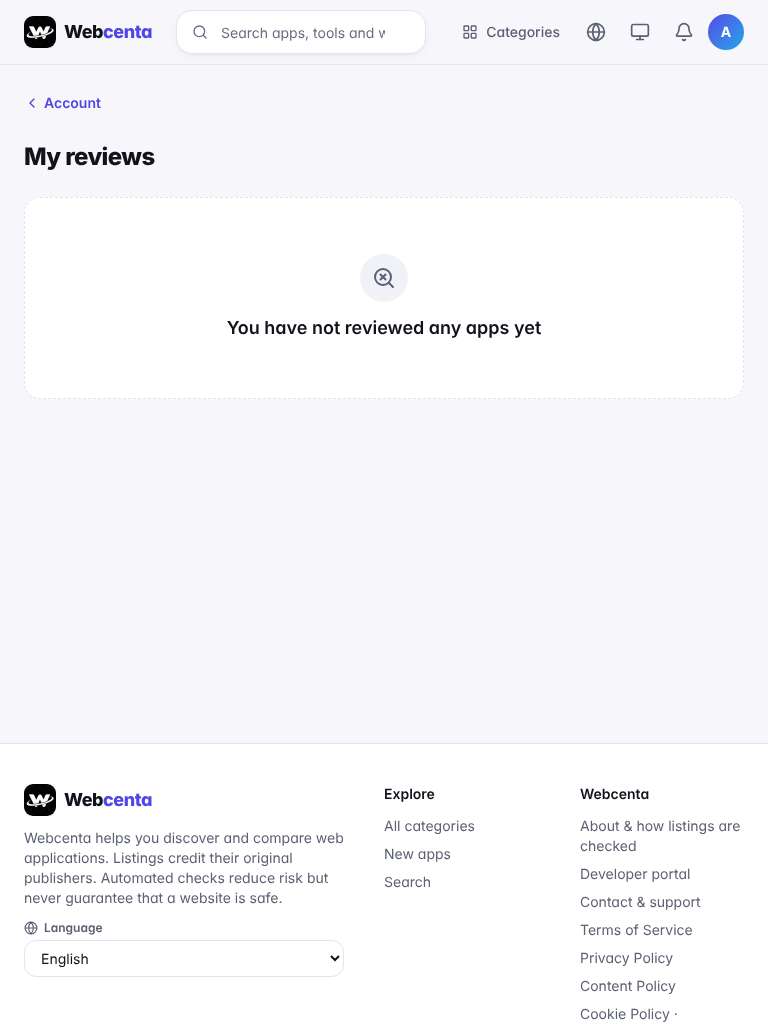 Webcenta
Search apps, tools and w
Categories
A
Account
My reviews
You have not reviewed any apps yet
Webcenta
Webcenta helps you discover and compare web
applications. Listings credit their original
publishers. Automated checks reduce risk but
never guarantee that a website is safe.
Language
English
Explore
All categories
New apps
Search
Webcenta
About & how listings are
checked
Developer portal
Contact & support
Terms of Service
Privacy Policy
Content Policy
Cookie Policy ·